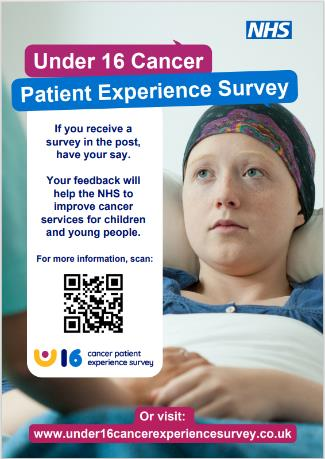 NHS
Under 16 Cancer
Patient Experience Survey
If you receive a
survey in the post,
have your say.
Your feedback will
help the NHS to
improve cancer
services for children
and young people.
For more information, scan:
U16 cancer patient
experience survey
Or visit:
www.under16cancerexperiencesurvey.co.uk